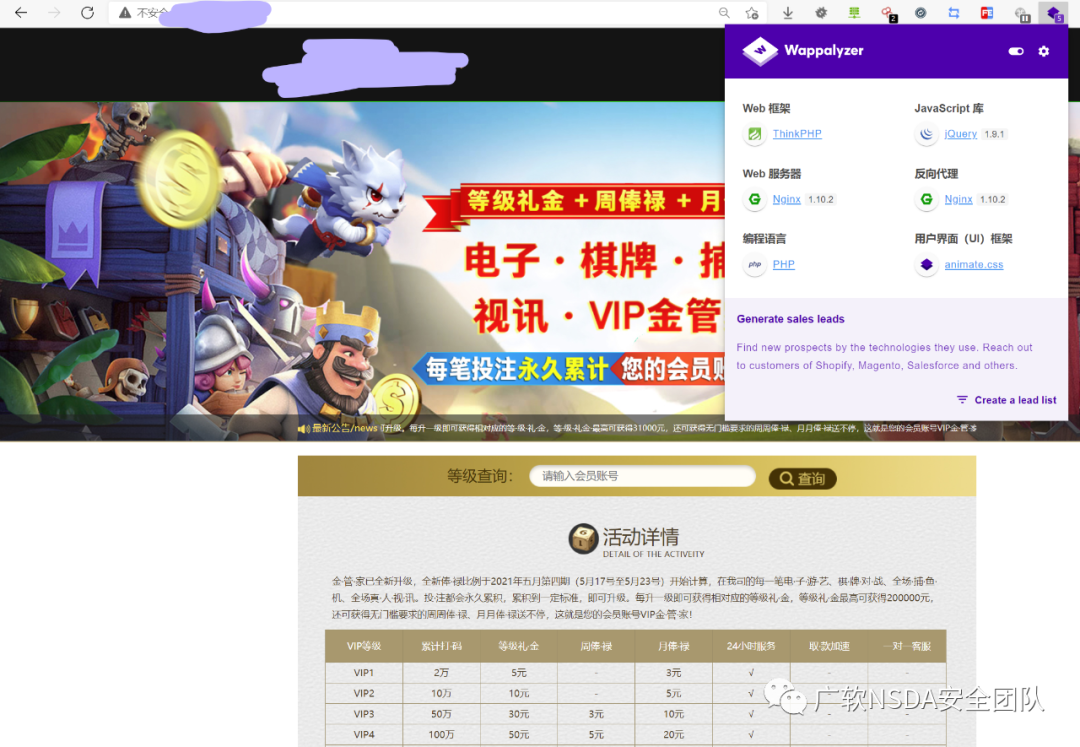 不安全
2
5
Wappalyzer
Web 框架
ThinkPHP
JavaScript 库
jQuery 1.9.1
Web 服务器
Nginx 1.10.2
反向代理
Nginx 1.10.2
编程语言
php PHP
用户界面（UI）框架
animate.css
Generate sales leads
Find new prospects by the technologies they use. Reach out
to customers of Shopify, Magento, Salesforce and others.
Create a lead list
等级礼金＋周俸禄＋月
电子·棋牌·捕
视讯·VIP金管
每笔投注永久累计
您的会员账
最新公告/news 可升级。每升一级即可获得相对应的等·级·礼·金，等·级·礼·金最高可获得31000元，还可获得无门槛要求的周周俸·禄、月月俸·禄送不停，这就是您的会员账号VIP金·管·家
等级查询:
请输入会员账号
查询
活动详情
DETAIL OF THE ACTIVEITY
金·管·家已全新升级，全新俸·禄比例于2021年五月第四期（5月17号至5月23号）开始计算，在我司的每一笔电·子·游·艺、棋·牌·对·战、全场·捕·鱼·
机、全场真·人·视·讯。投·注都会永久累积，累积到一定标准，即可升级。每升一级即可获得相对应的等级礼·金，等级礼·金最高可获得200000元，
还可获得无门槛要求的周周俸·禄、月月俸·禄送不停，这就是您的会员账号VIP金·管·家!
VIP等级 累计打·码 等级礼·金 周俸·禄 月俸·禄 24小时服务 取·款加速 一对一客服
VIP1 2万 5元 - 3元 √ - -
VIP2 10万 10元 - 5元 √ - -
VIP3 50万 30元 3元 10元 √ - -
VIP4 100万 50元 5元 20元 √ - -
广软NSDA安全团队